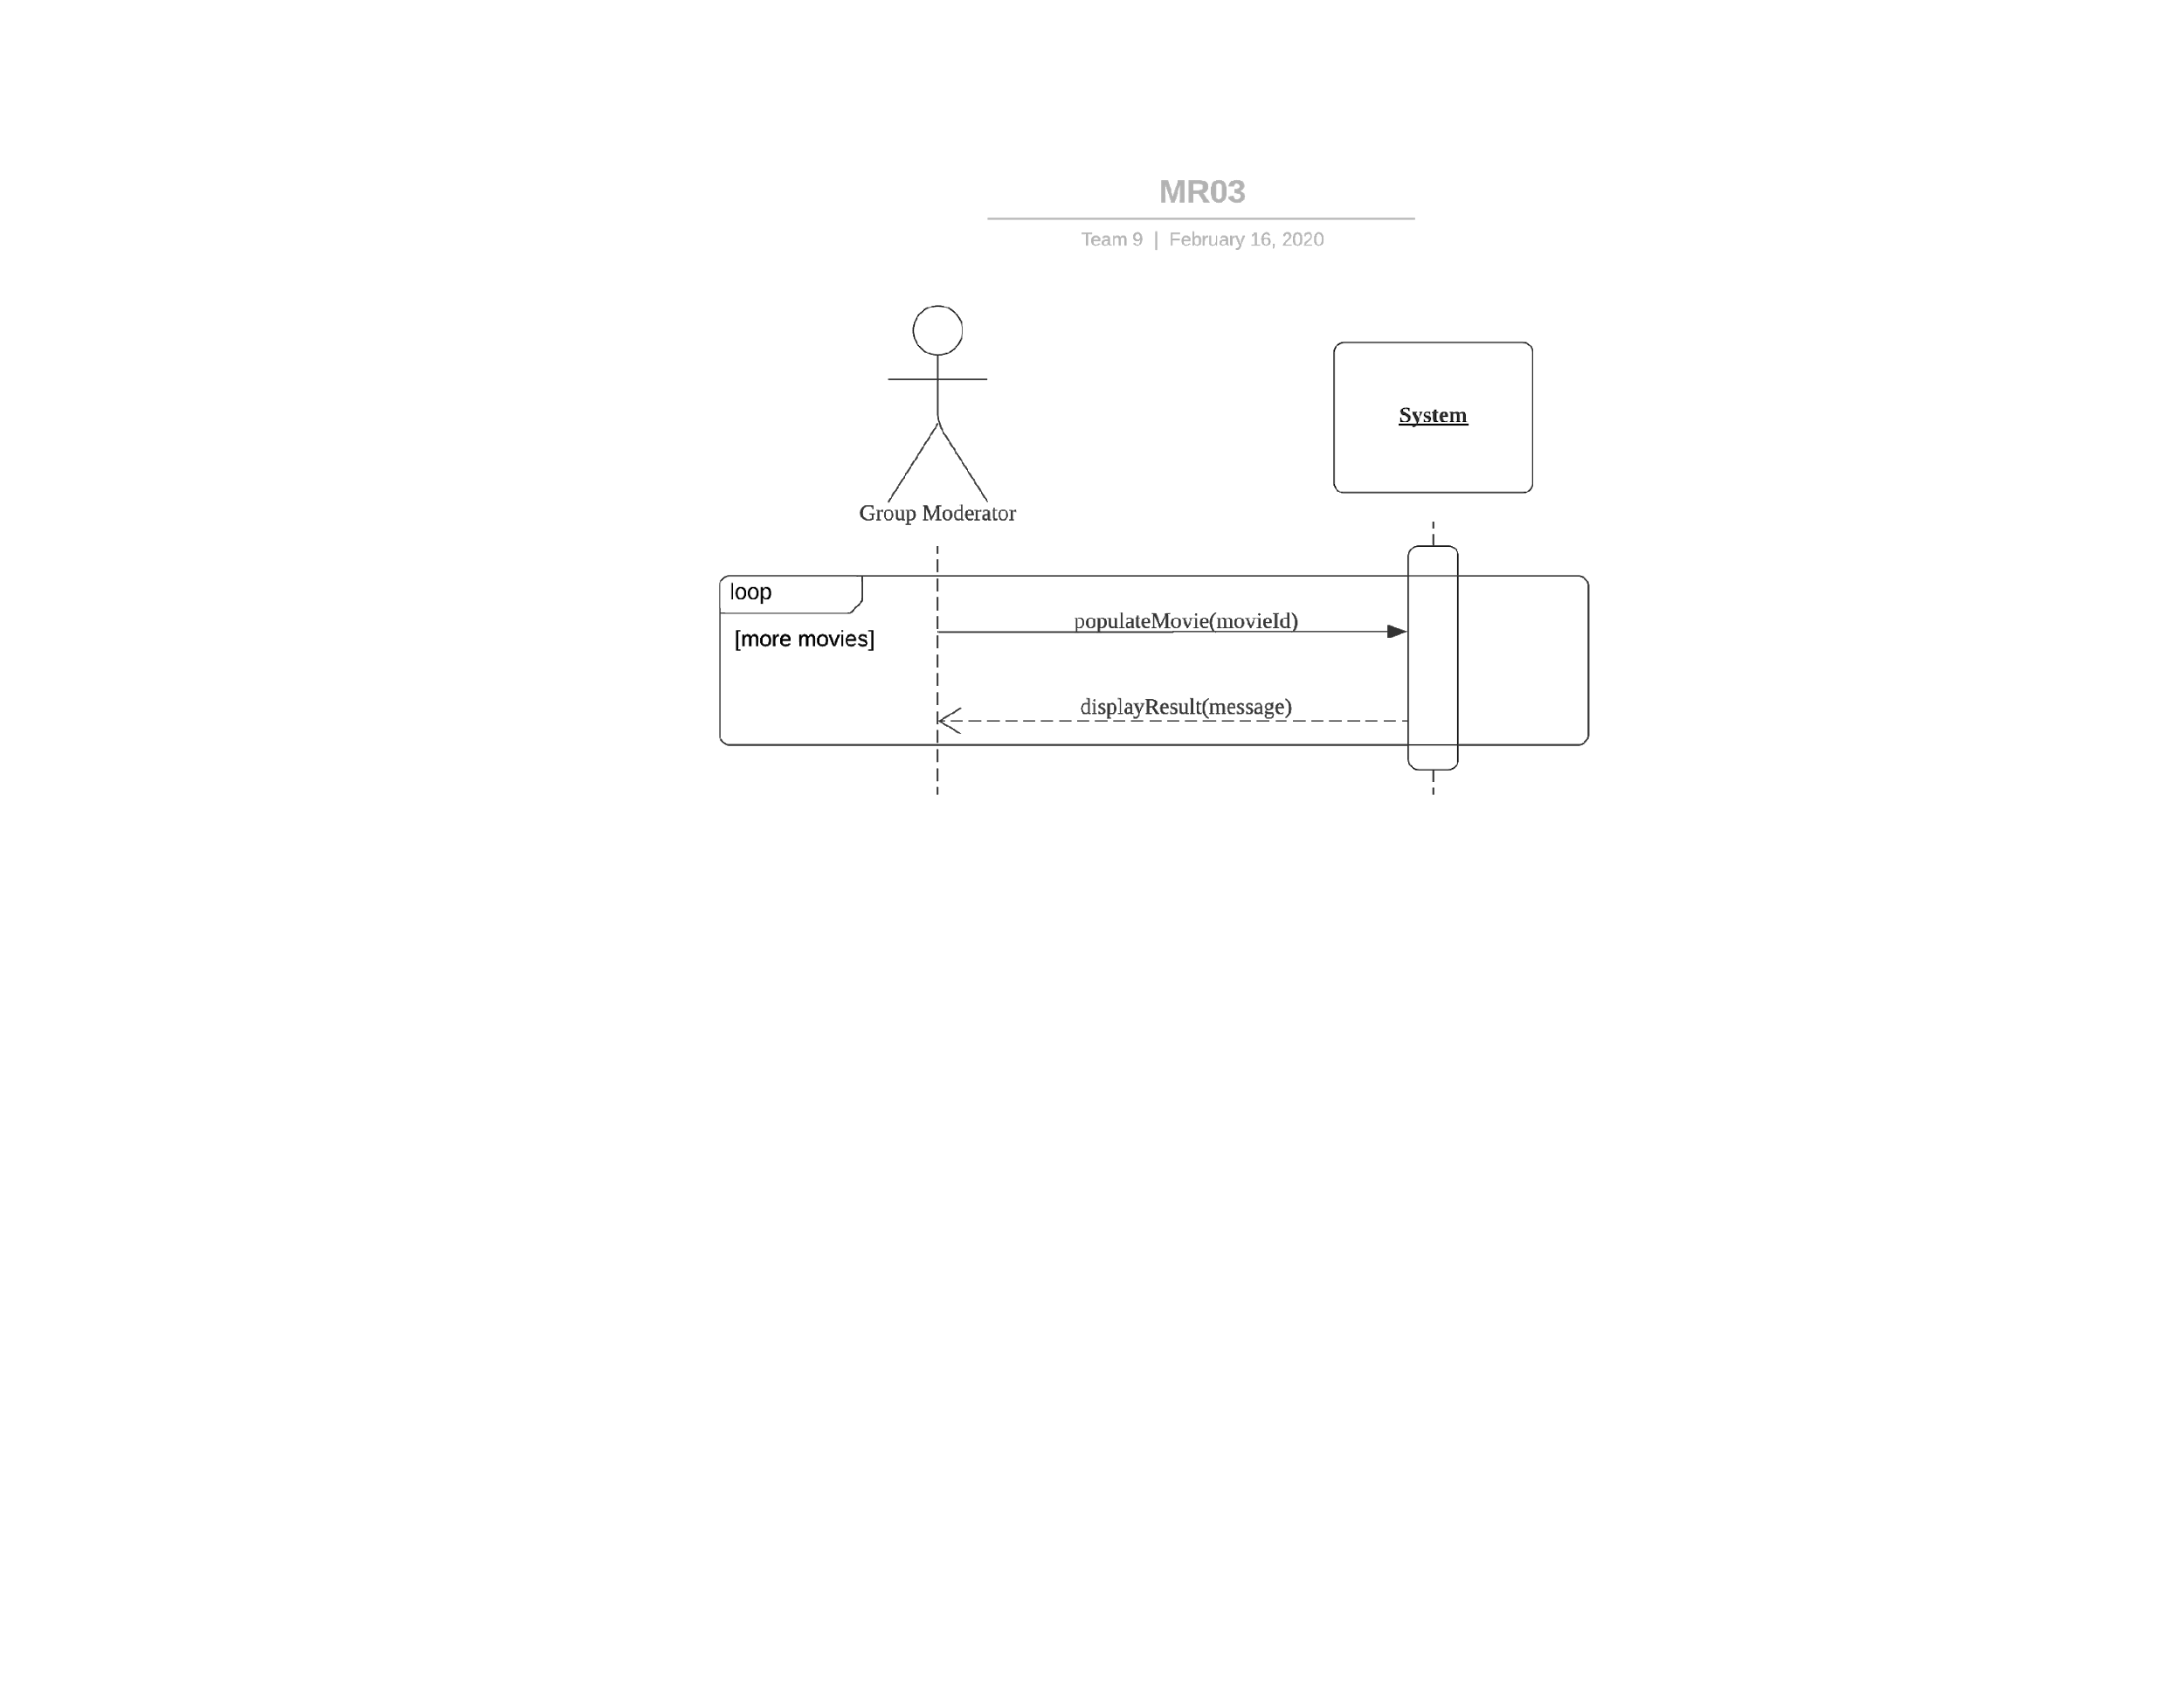 MR03
Team 9 | February 16, 2020
System
Group Moderator
loop
populateMovie(movieId)
[more movies]
displayResult(message)